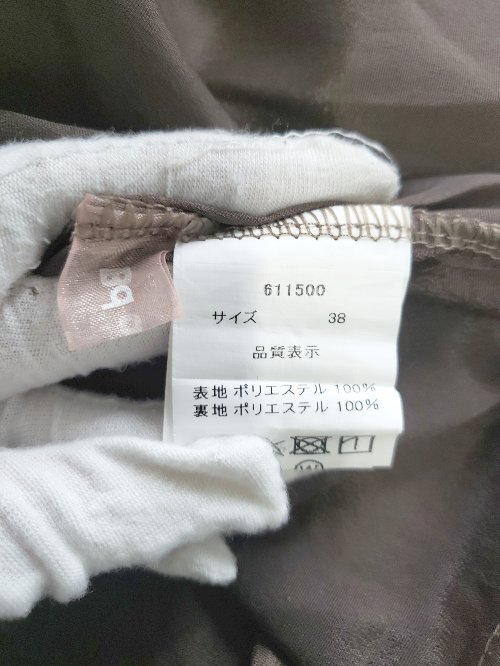 611500
サイズ 38
品質表示
表地 ポリエステル 100%
裏地 ポリエステル 100%
W